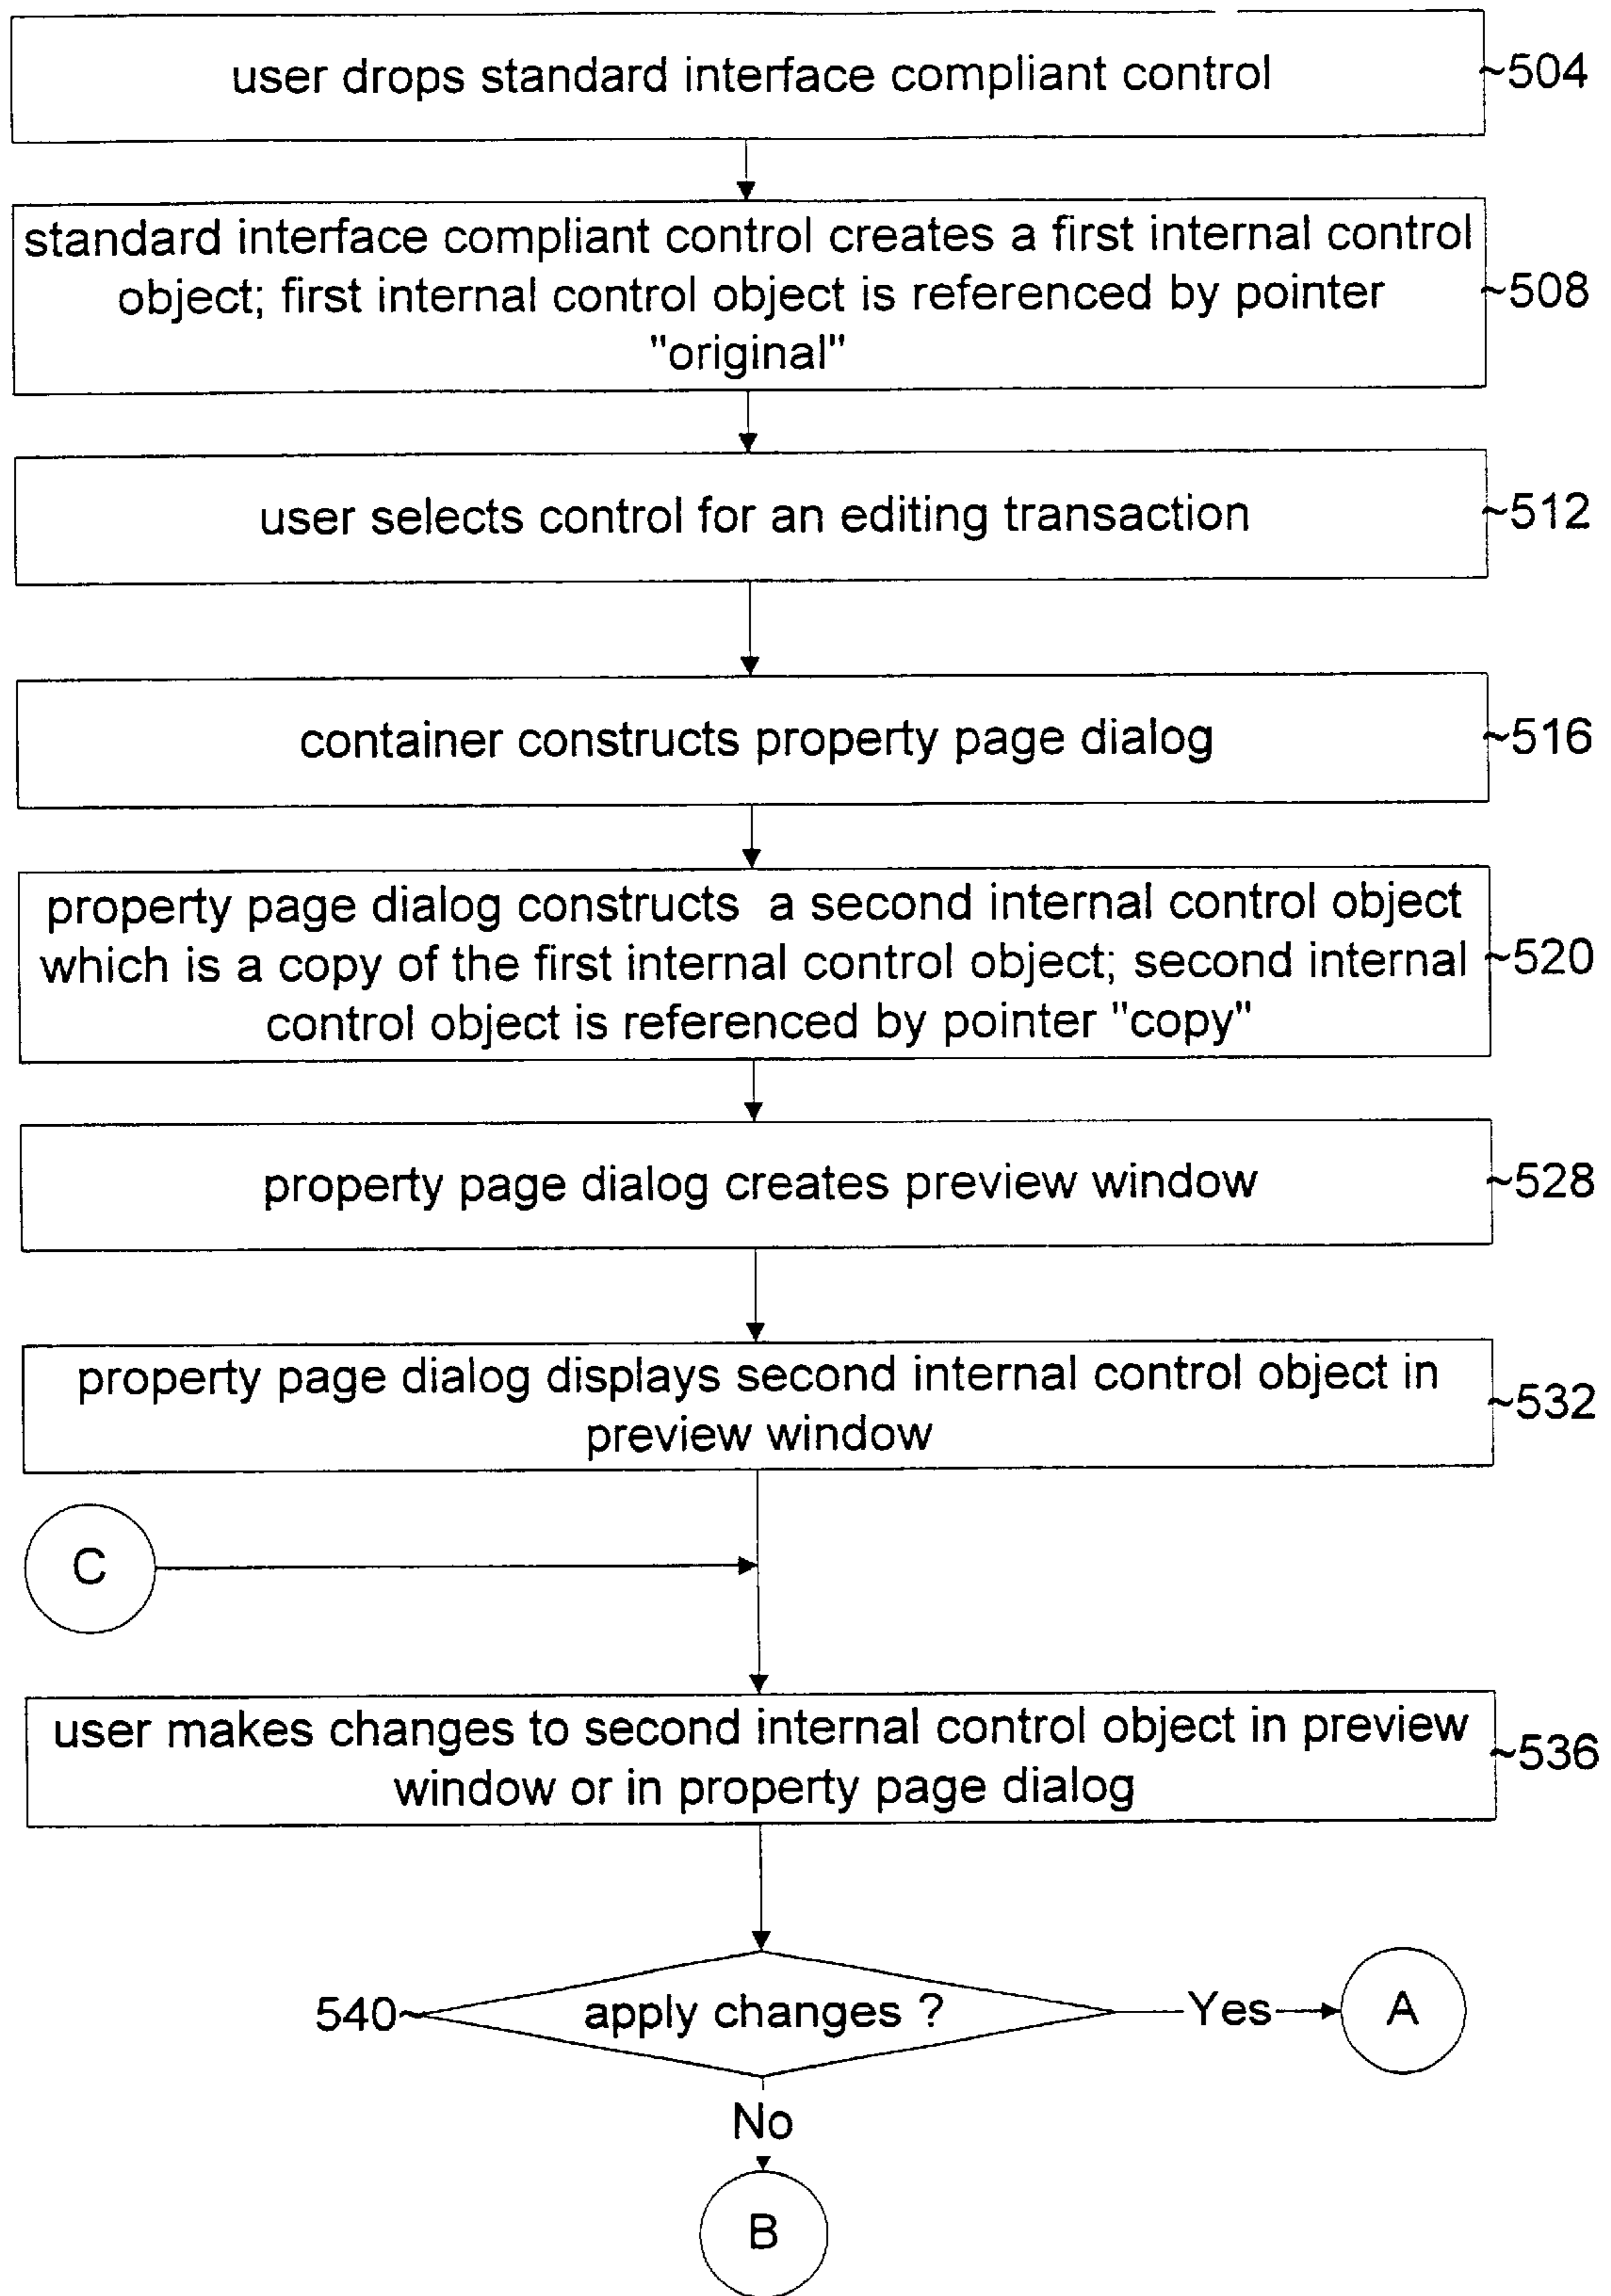 user drops standard interface compliant control
~504
standard interface compliant control creates a first internal control
object; first internal control object is referenced by pointer
"original"
~508
user selects control for an editing transaction
~512
container constructs property page dialog
~516
property page dialog constructs a second internal control object
which is a copy of the first internal control object; second internal
control object is referenced by pointer "copy"
~520
property page dialog creates preview window
~528
property page dialog displays second internal control object in
preview window
~532
C
user makes changes to second internal control object in preview
window or in property page dialog
~536
540~
apply changes ?
Yes
A
No
B